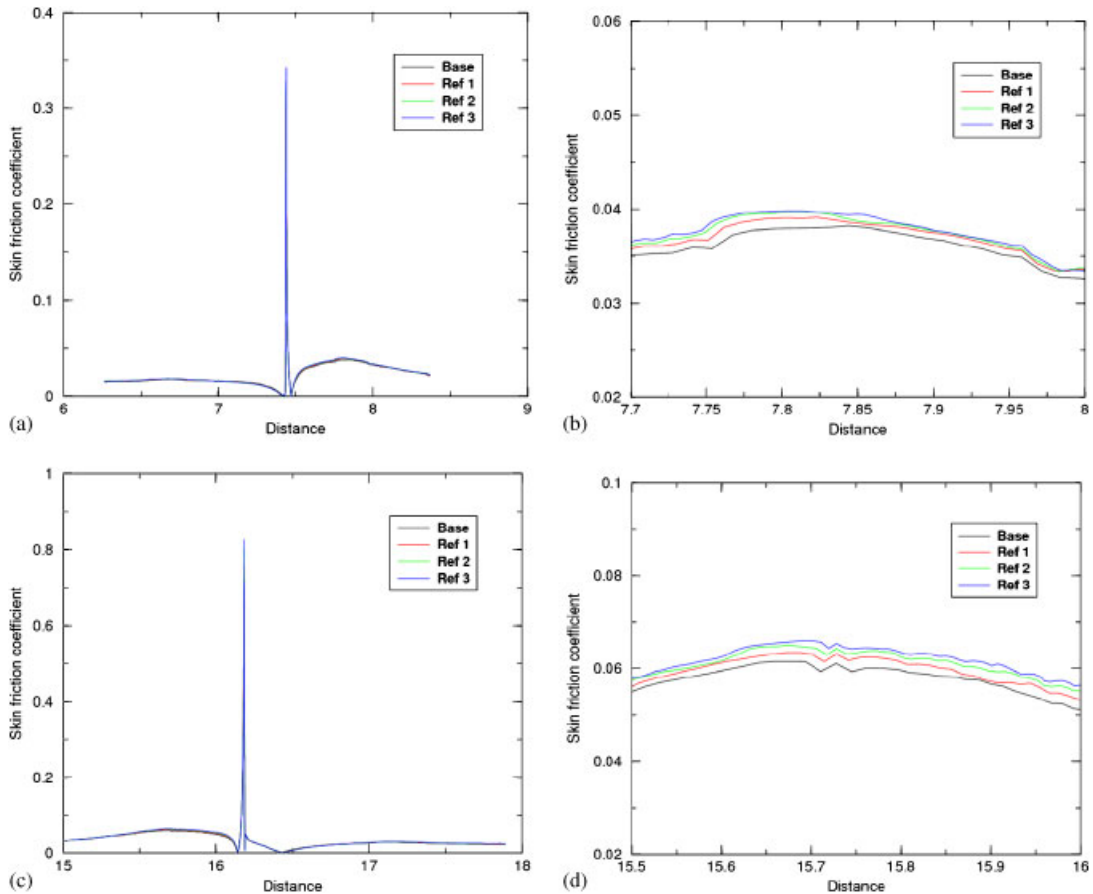 0.4
0.3
0.2
0.1
0
Skin friction coefficient
Base
Ref 1
Ref 2
Ref 3
6
7
8
9
Distance
(a)
0.06
0.05
0.04
0.03
0.02
Skin friction coefficient
Base
Ref 1
Ref 2
Ref 3
7.7
7.75
7.8
7.85
7.9
7.95
8
Distance
(b)
1
0.8
0.6
0.4
0.2
0
Skin friction coefficient
Base
Ref 1
Ref 2
Ref 3
15
16
17
18
Distance
(c)
0.1
0.08
0.06
0.04
0.02
Skin friction coefficient
Base
Ref 1
Ref 2
Ref 3
15.5
15.6
15.7
15.8
15.9
16
Distance
(d)